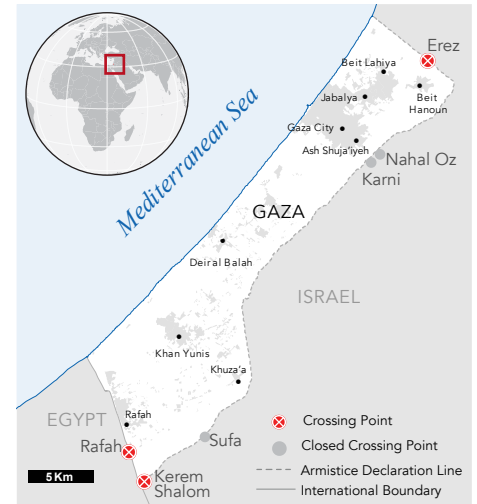 Erez
Beit Lahiya
Jabalya
Beit
Hanoun
Gaza City
Ash Shuja'iyeh
Nahal Oz
Karni
Mediterranean Sea
GAZA
Deir al Balah
ISRAEL
Khan Yunis
Khuza'a
EGYPT
Rafah
Rafah
Sufa
Kerem
Shalom
5 Km
Crossing Point
Closed Crossing Point
Armistice Declaration Line
International Boundary